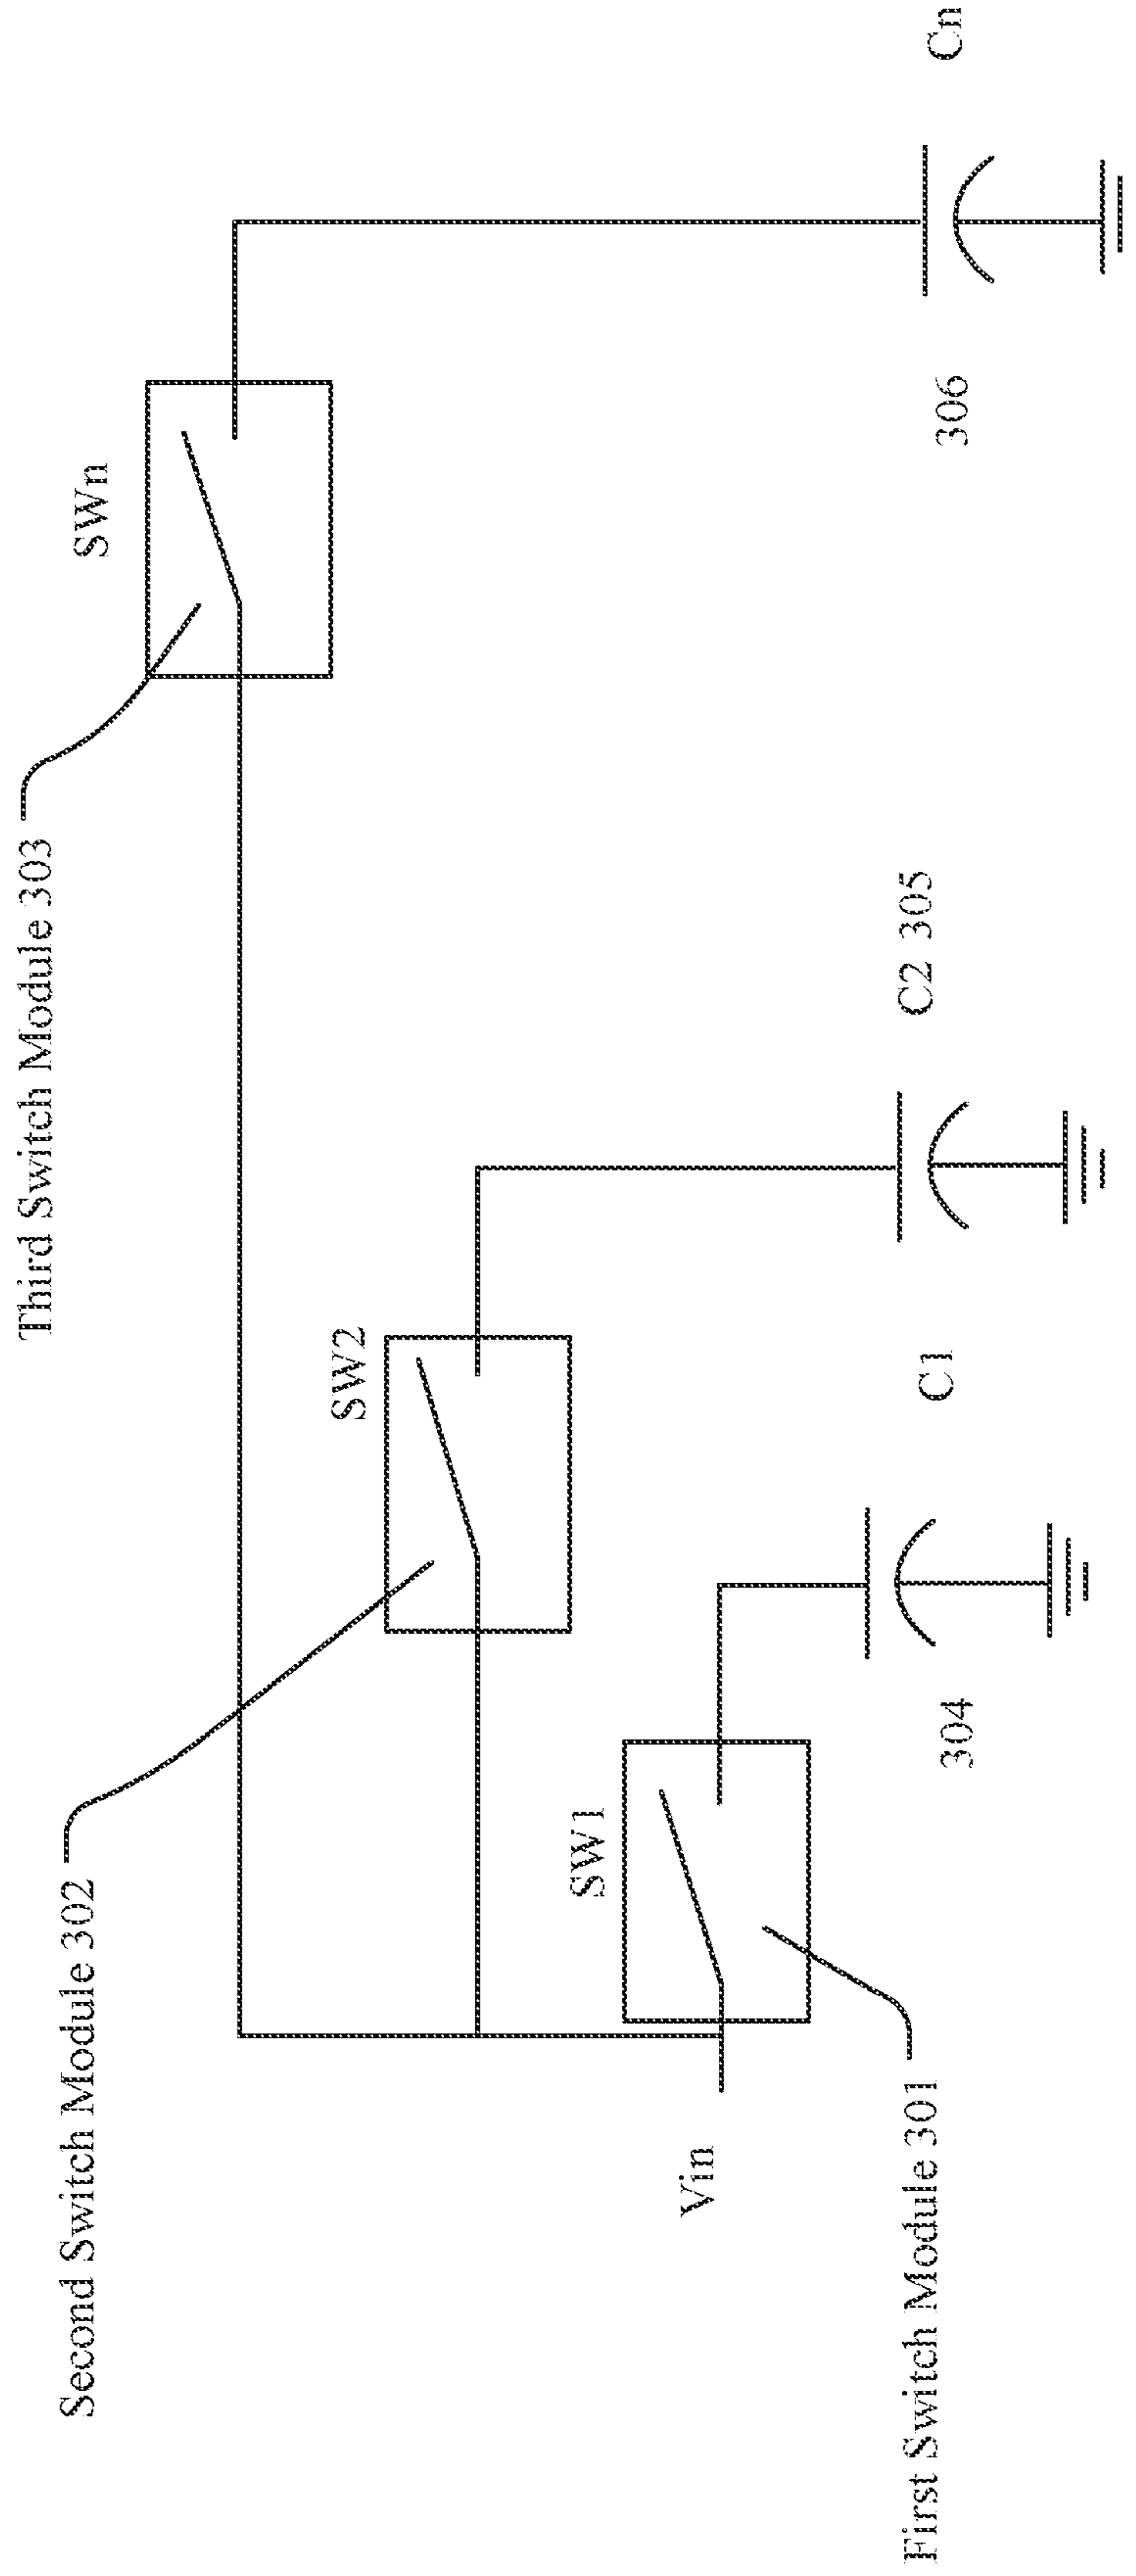 Third Switch Module 303
SWn
Second Switch Module 302
SW2
SW1
Vin
First Switch Module 301
304
C1
C2 305
306
Cn